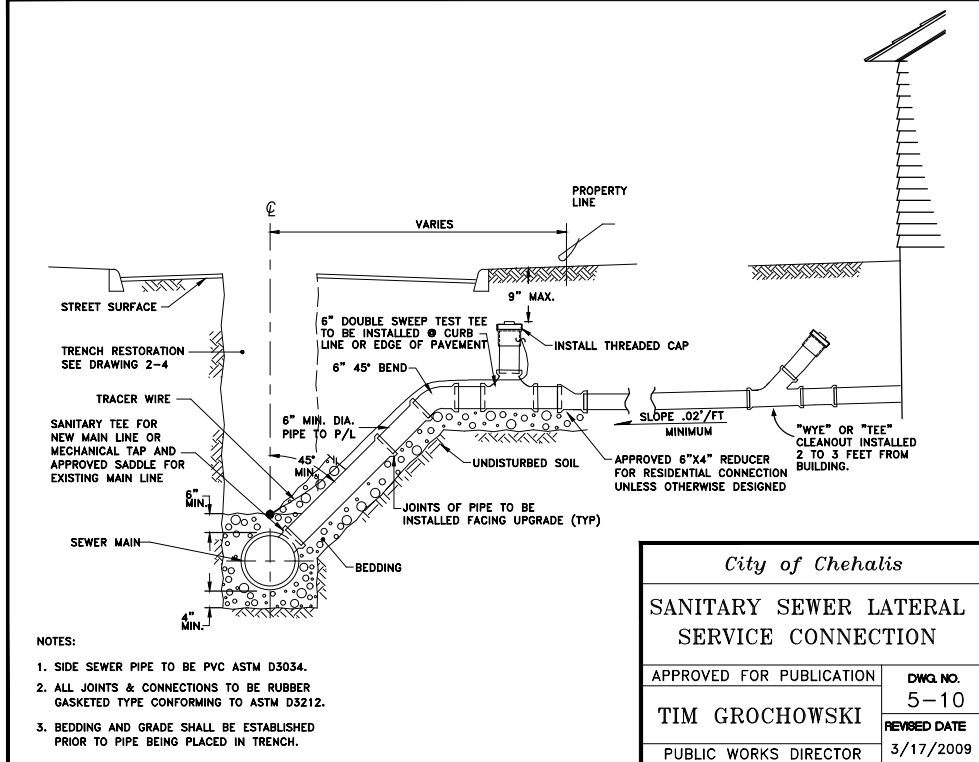 PROPERTY
LINE
℄
VARIES
STREET SURFACE
9" MAX.
6" DOUBLE SWEEP TEST TEE
TO BE INSTALLED @ CURB
LINE OR EDGE OF PAVEMENT
INSTALL THREADED CAP
TRENCH RESTORATION
SEE DRAWING 2-4
6" 45° BEND
TRACER WIRE
6" MIN. DIA.
PIPE TO P/L
SLOPE .02'/FT
MINIMUM
SANITARY TEE FOR
NEW MAIN LINE OR
MECHANICAL TAP AND
APPROVED SADDLE FOR
EXISTING MAIN LINE
45°
MIN.
UNDISTURBED SOIL
APPROVED 6"X4" REDUCER
FOR RESIDENTIAL CONNECTION
UNLESS OTHERWISE DESIGNED
"WYE" OR "TEE"
CLEANOUT INSTALLED
2 TO 3 FEET FROM
BUILDING.
6"
MIN.
JOINTS OF PIPE TO BE
INSTALLED FACING UPGRADE (TYP)
SEWER MAIN
BEDDING
4"
MIN.
NOTES:
1. SIDE SEWER PIPE TO BE PVC ASTM D3034.
2. ALL JOINTS & CONNECTIONS TO BE RUBBER
GASKETED TYPE CONFORMING TO ASTM D3212.
3. BEDDING AND GRADE SHALL BE ESTABLISHED
PRIOR TO PIPE BEING PLACED IN TRENCH.
City of Chehalis
SANITARY SEWER LATERAL
SERVICE CONNECTION
APPROVED FOR PUBLICATION
TIM GROCHOWSKI
PUBLIC WORKS DIRECTOR
DWG. NO.
5-10
REVISED DATE
3/17/2009